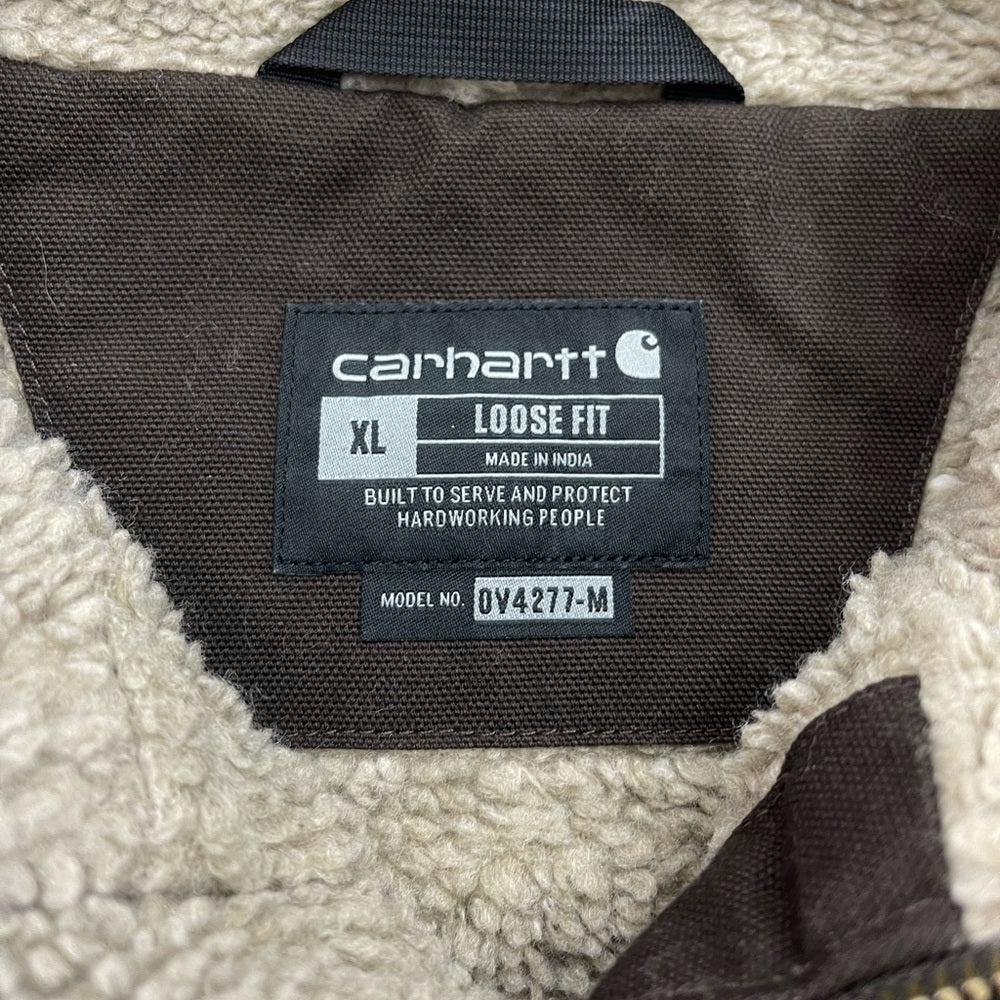 carhartt
XL
LOOSE FIT
MADE IN INDIA
BUILT TO SERVE AND PROTECT
HARDWORKING PEOPLE
MODEL NO. OV4277-M